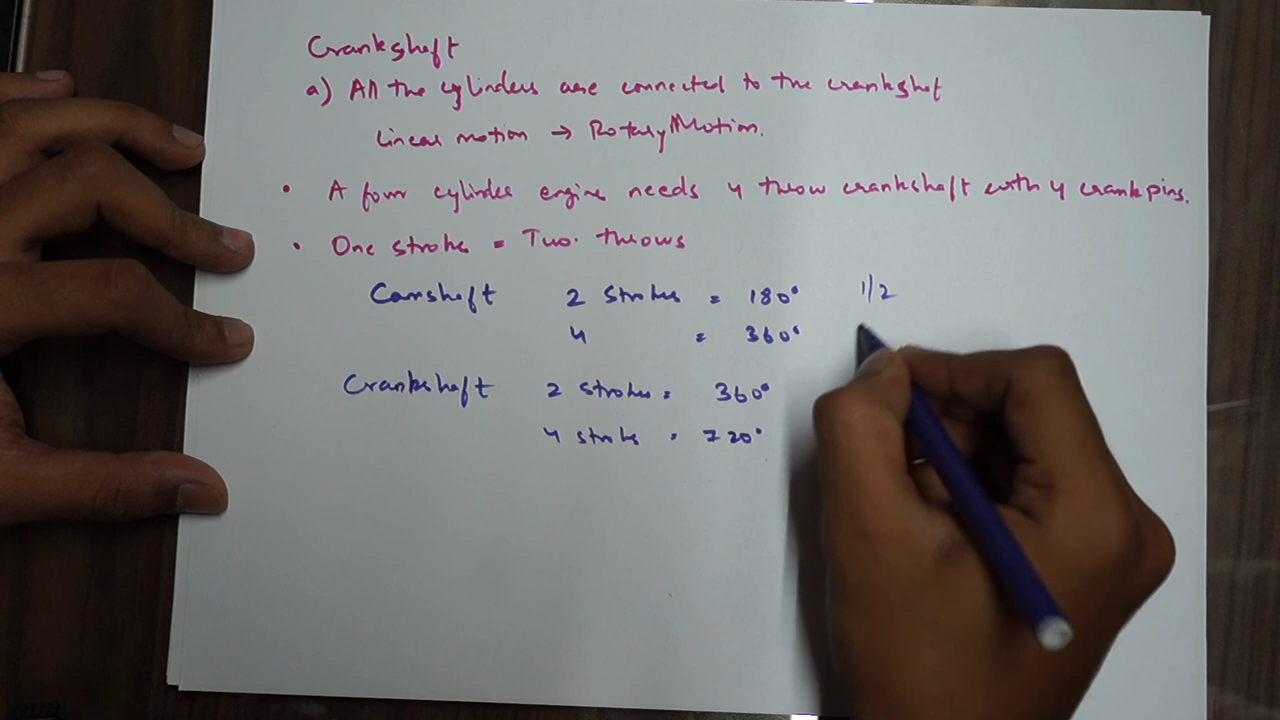 Crankshaft
a) All the cylinders are connected to the crankshaft
Linear motion → Rotary Motion.
• A four cylinder engine needs 4 throw crankshaft with 4 crankpins.
• One stroke = Two throws
Camshaft 2 strokes = 180° 1/2
4 = 360°
Crankshaft 2 strokes = 360°
4 stroke = 720°